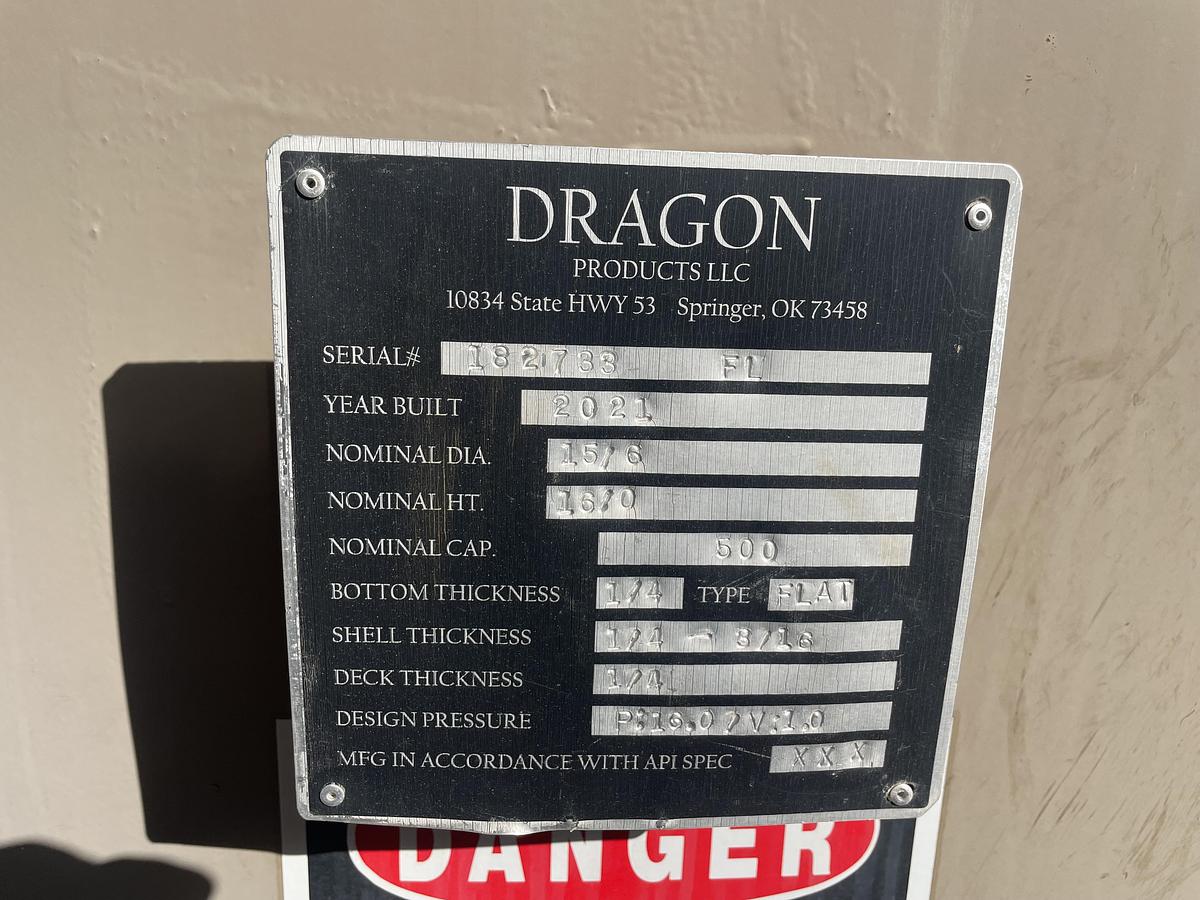 DRAGON
PRODUCTS LLC
10834 State HWY 53 Springer, OK 73458
SERIAL# 182733 FL
YEAR BUILT 2021
NOMINAL DIA. 15/6
NOMINAL HT. 16/0
NOMINAL CAP. 500
BOTTOM THICKNESS 1/4 TYPE FLAT
SHELL THICKNESS 1/4 - 3/16
DECK THICKNESS 1/4
DESIGN PRESSURE P:16.0/V:1.0
MFG IN ACCORDANCE WITH API SPEC XXX
DANGER